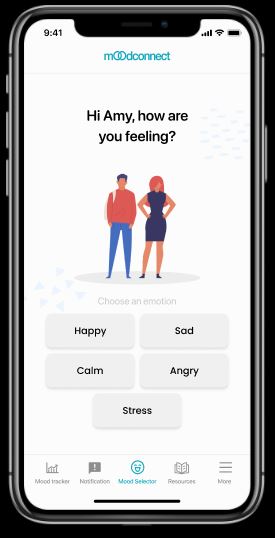 9:41
moodconnect
Hi Amy, how are
you feeling?
Choose an emotion
Happy
Sad
Calm
Angry
Stress
Mood tracker
Notification
Mood Selector
Resources
More